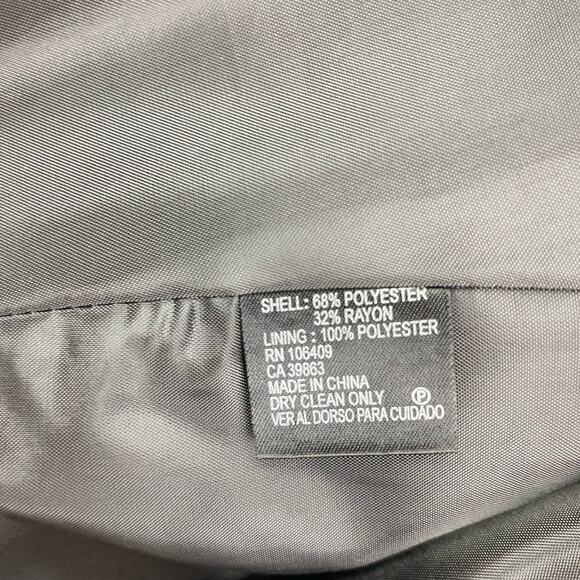 SHELL: 68% POLYESTER
32% RAYON
LINING : 100% POLYESTER
RN 106409
CA 39863
MADE IN CHINA
DRY CLEAN ONLY Ⓟ
VER AL DORSO PARA CUIDADO